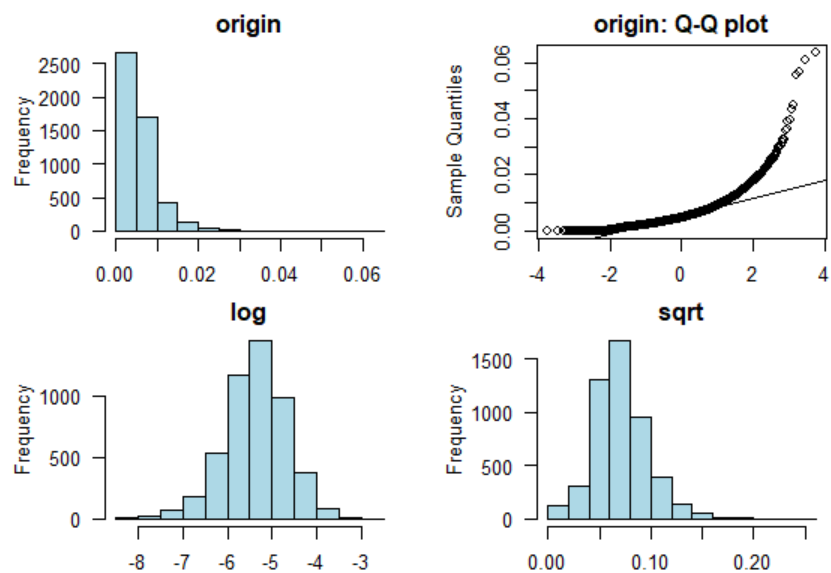 origin
Frequency
2500
2000
1500
1000
500
0
0.00 0.02 0.04 0.06
origin: Q-Q plot
Sample Quantiles
0.06
0.04
0.02
0.00
-4 -2 0 2 4
log
Frequency
1000
500
0
-8 -7 -6 -5 -4 -3
sqrt
Frequency
1500
1000
500
0
0.00 0.10 0.20